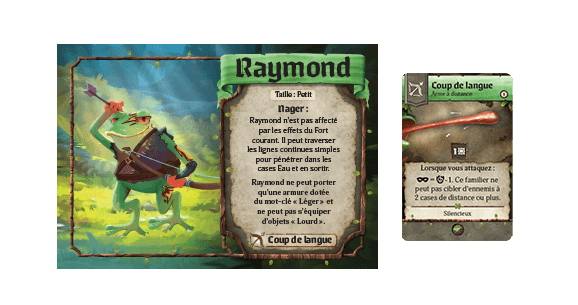 Raymond
Taille : Petit
Nager :
Raymond n'est pas affecté
par les effets du Fort
courant. Il peut traverser
les lignes continues simples
pour pénétrer dans les
cases Eau et en sortir.
Raymond ne peut porter
qu'une armure dotée
du mot-clé « Léger » et
ne peut pas s'équiper
d'objets « Lourd ».
Coup de langue
Coup de langue
Arme à distance
1
Lorsque vous attaquez :
= -1. Ce familier ne
peut pas cibler d'ennemis à
2 cases de distance ou plus.
Silencieux